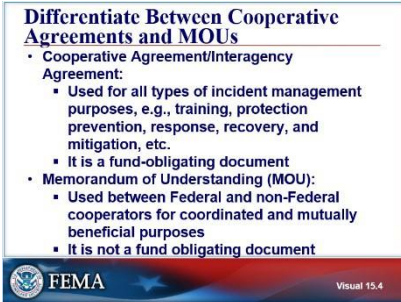 Differentiate Between Cooperative
Agreements and MOUs
• Cooperative Agreement/Interagency
Agreement:
▪ Used for all types of incident management
purposes, e.g., training, protection
prevention, response, recovery, and
mitigation, etc.
▪ It is a fund-obligating document
• Memorandum of Understanding (MOU):
▪ Used between Federal and non-Federal
cooperators for coordinated and mutually
beneficial purposes
▪ It is not a fund obligating document
FEMA
Visual 15.4